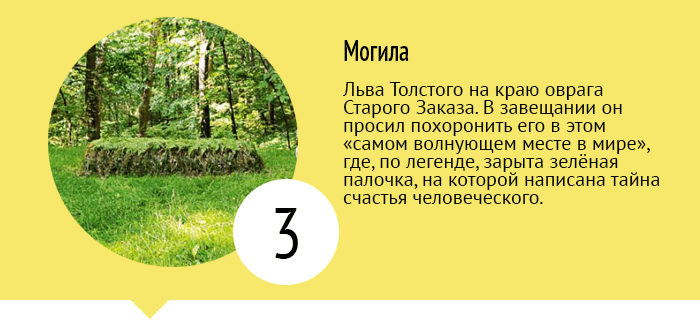 Могила
Льва Толстого на краю оврага
Старого Заказа. В завещании он
просил похоронить его в этом
«самом волнующем месте в мире»,
где, по легенде, зарыта зелёная
палочка, на которой написана тайна
счастья человеческого.
3